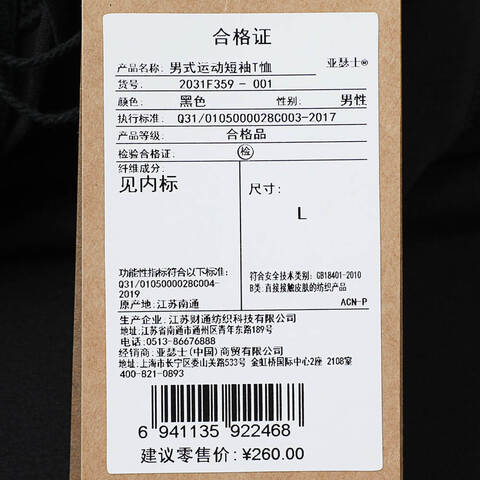 合格证
产品名称: 男式运动短袖T恤 亚瑟士®
货号: 2031F359 - 001
颜色: 黑色 性别: 男性
执行标准: Q31/0105000028C003-2017
产品等级: 合格品
检验合格证: 检
纤维成分:
见内标
尺寸:
L
功能性指标符合以下标准:
Q31/0105000028C004-
2019
原产地: 江苏南通
符合安全技术类别: GB18401-2010
B类: 直接接触皮肤的纺织产品
ACN-P
生产企业: 江苏财通纺织科技有限公司
地址: 江苏省南通市通州区青年东路189号
电话: 0513-86676888
经销商: 亚瑟士(中国)商贸有限公司
地址: 上海市长宁区娄山关路533号 金虹桥国际中心二座 2108室
400-821-0893
6 941135 922468
建议零售价: ¥260.00